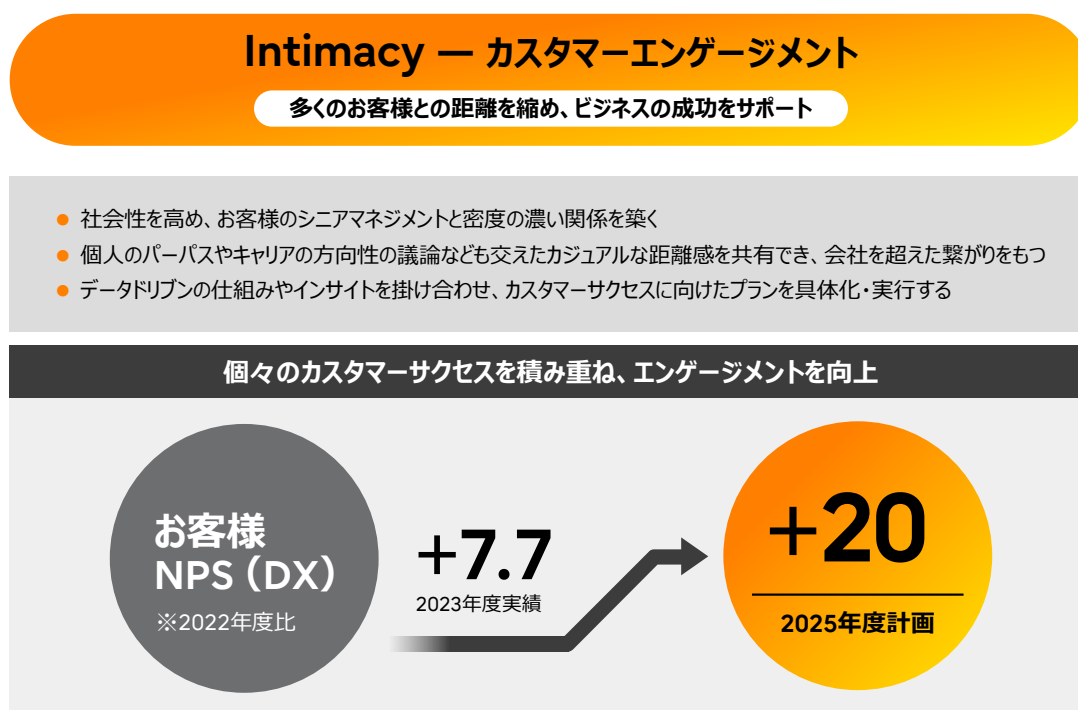 Intimacy — カスタマーエンゲージメント
多くのお客様との距離を縮め、ビジネスの成功をサポート
● 社会性を高め、お客様のシニアマネジメントと密度の濃い関係を築く
● 個人のパーパスやキャリアの方向性の議論なども交えたカジュアルな距離感を共有でき、会社を超えた繋がりをもつ
● データドリブンの仕組みやインサイトを掛け合わせ、カスタマーサクセスに向けたプランを具体化・実行する
個々のカスタマーサクセスを積み重ね、エンゲージメントを向上
お客様
NPS（DX）
※2022年度比
+7.7
2023年度実績
+20
2025年度計画